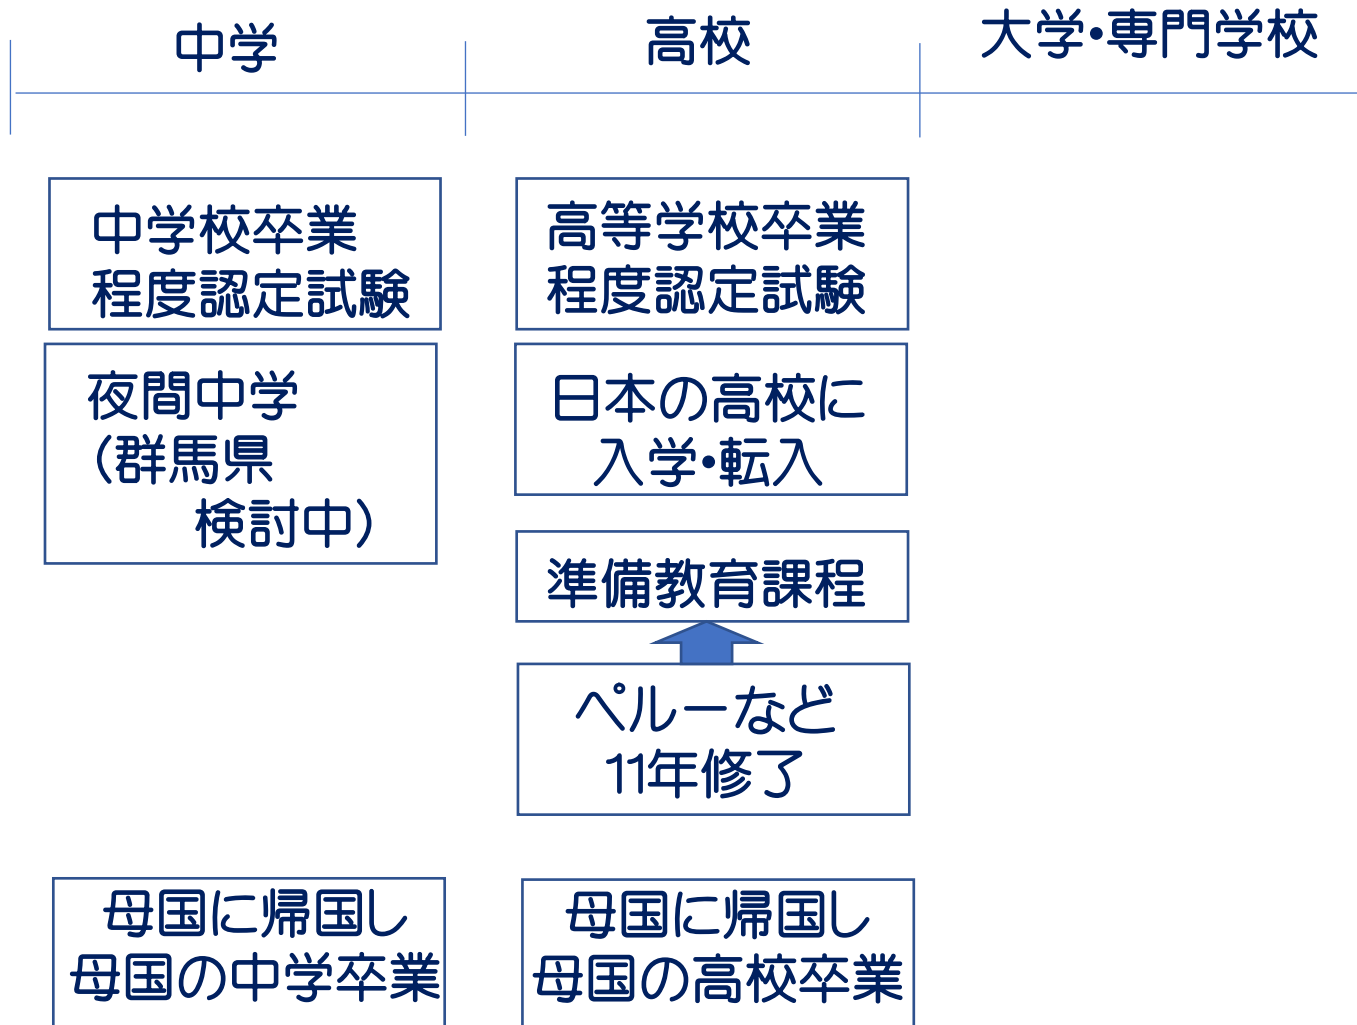 中学
高校
大学・専門学校
中学校卒業
程度認定試験
高等学校卒業
程度認定試験
夜間中学
(群馬県
検討中)
日本の高校に
入学・転入
準備教育課程
ペルーなど
11年修了
母国に帰国し
母国の中学卒業
母国に帰国し
母国の高校卒業